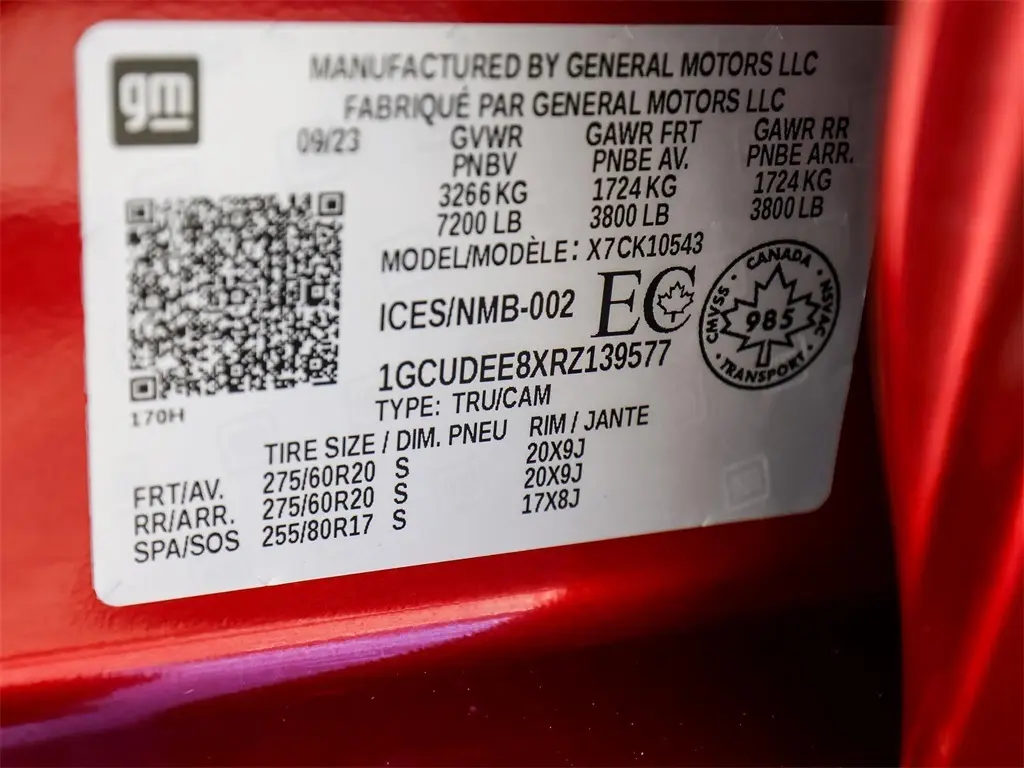 gm
MANUFACTURED BY GENERAL MOTORS LLC
FABRIQUÉ PAR GENERAL MOTORS LLC
09/23 GVWR GAWR FRT GAWR RR
PNBV PNBE AV. PNBE ARR.
3266 KG 1724 KG 1724 KG
7200 LB 3800 LB 3800 LB
MODEL/MODÈLE: X7CK10543
ICES/NMB-002 EC
CANADA
CMVSS · NSVAC
985
TRANSPORT
1GCUDEE8XRZ139577
170H
TYPE: TRU/CAM
TIRE SIZE / DIM. PNEU RIM / JANTE
FRT/AV. 275/60R20 S 20X9J
RR/ARR. 275/60R20 S 20X9J
SPA/SOS 255/80R17 S 17X8J